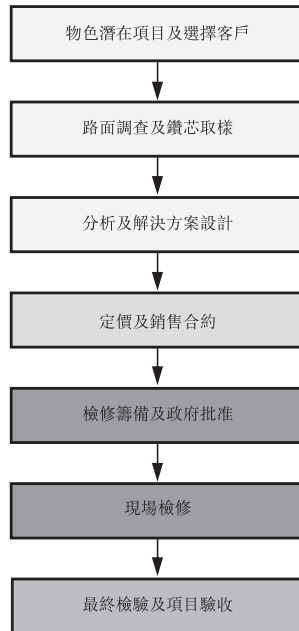 物色潛在項目及選擇客戶
路面調查及鑽芯取樣
分析及解決方案設計
定價及銷售合約
檢修籌備及政府批准
現場檢修
最終檢驗及項目驗收